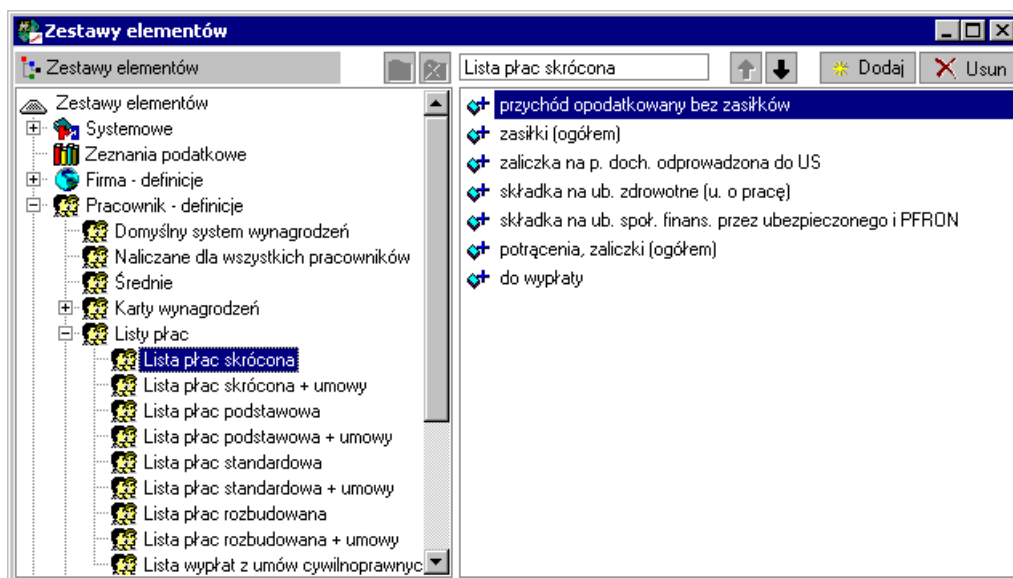 Zestawy elementów
Zestawy elementów
Lista płac skrócona
Dodaj
Usun
Zestawy elementów
Systemowe
Zeznania podatkowe
Firma - definicje
Pracownik - definicje
Domyślny system wynagrodzeń
Naliczane dla wszystkich pracowników
Średnie
Karty wynagrodzeń
Listy płac
Lista płac skrócona
Lista płac skrócona + umowy
Lista płac podstawowa
Lista płac podstawowa + umowy
Lista płac standardowa
Lista płac standardowa + umowy
Lista płac rozbudowana
Lista płac rozbudowana + umowy
Lista wypłat z umów cywilnoprawnyc
przychód opodatkowany bez zasiłków
zasiłki (ogółem)
zaliczka na p. doch. odprowadzona do US
składka na ub. zdrowotne (u. o pracę)
składka na ub. społ. finans. przez ubezpieczonego i PFRON
potrącenia, zaliczki (ogółem)
do wypłaty